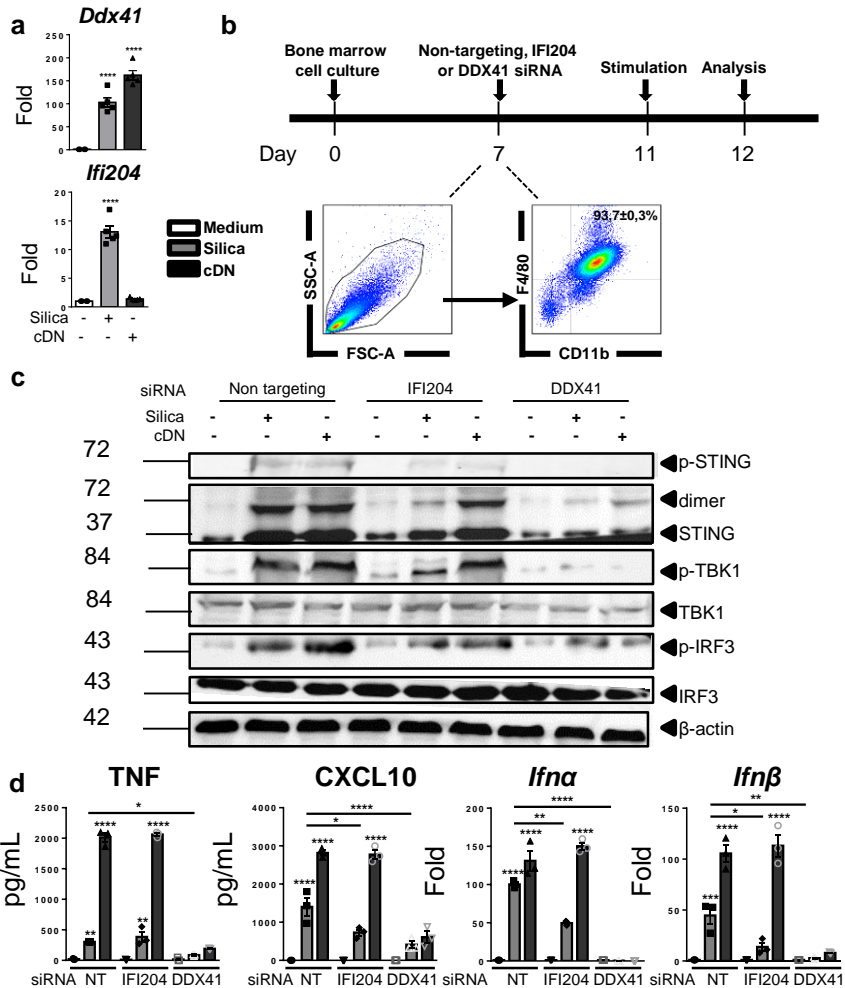 a
Ddx41
****
****
250
200
150
100
50
0
Fold
Ifi204
****
20
15
10
5
0
Fold
Silica - + -
cDN - - +
Medium
Silica
cDN
b
Bone marrow
cell culture
Non-targeting, IFI204
or DDX41 siRNA
Stimulation
Analysis
Day 0 7 11 12
SSC-A
FSC-A
93,7±0,3%
F4/80
CD11b
c
siRNA Non targeting IFI204 DDX41
Silica - + - - + - - + -
cDN - - + - - + - - +
72 p-STING
72 dimer
37 STING
84 p-TBK1
84 TBK1
43 p-IRF3
43 IRF3
42 β-actin
d
TNF
*
****
****
**
**
2500
2000
1500
1000
500
0
pg/mL
siRNA NT IFI204 DDX41
CXCL10
****
*
****
****
****
4000
3000
2000
1000
0
pg/mL
siRNA NT IFI204 DDX41
Ifnα
****
**
****
****
****
200
150
100
50
0
Fold
siRNA NT IFI204 DDX41
Ifnβ
**
*
****
****
***
150
100
50
0
Fold
siRNA NT IFI204 DDX41